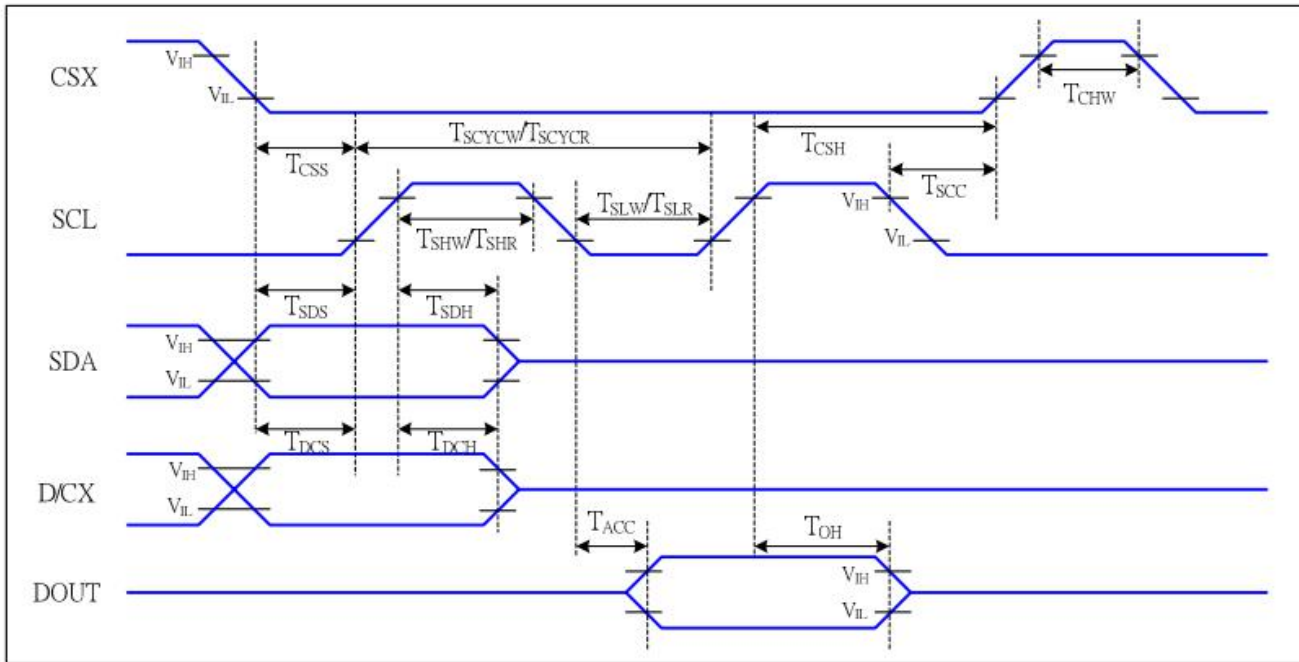 CSX
VIH
VIL
TCHW
TSCYCW/TSCYCR
TCSS
TCSH
TSCC
SCL
TSHW/TSHR
TSLW/TSLR
VIH
VIL
TSDS
TSDH
SDA
VIH
VIL
TDCS
TDCH
D/CX
VIH
VIL
TACC
TOH
DOUT
VIH
VIL